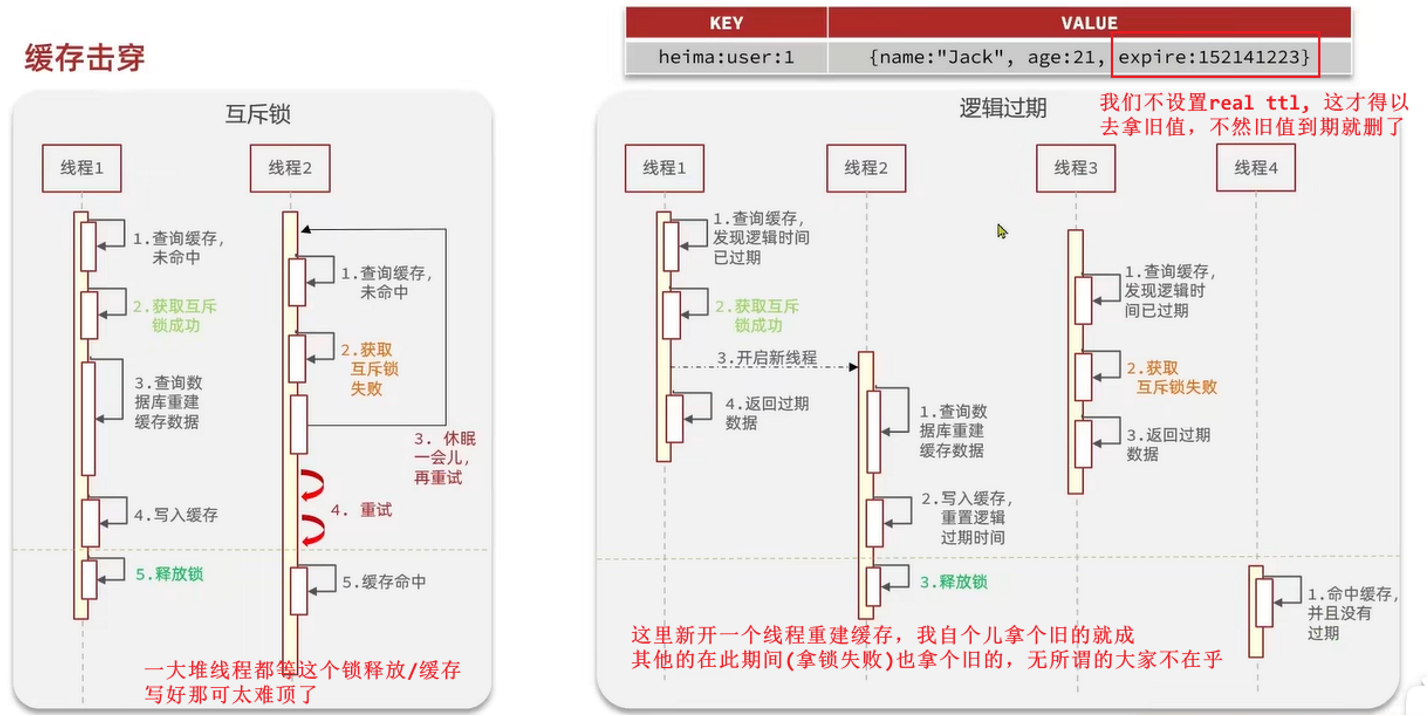 缓存击穿
KEY
VALUE
heima:user:1
{name:"Jack", age:21, expire:152141223}
我们不设置real ttl, 这才得以
去拿旧值，不然旧值到期就删了
互斥锁
线程1
线程2
1.查询缓存，
未命中
2.获取互斥
锁成功
3.查询数
据库重建
缓存数据
4.写入缓存
5.释放锁
1.查询缓存，
未命中
2.获取
互斥锁
失败
3. 休眠
一会儿，
再重试
4. 重试
5.缓存命中
一大堆线程都等这个锁释放/缓存
写好那可太难顶了
逻辑过期
线程1
线程2
线程3
线程4
1.查询缓存，
发现逻辑时间
已过期
2.获取互斥
锁成功
3.开启新线程
4.返回过期
数据
1.查询数
据库重建
缓存数据
2.写入缓存，
重置逻辑
过期时间
3.释放锁
1.查询缓存，
发现逻辑时
间已过期
2.获取
互斥锁失败
3.返回过期
数据
1.命中缓存，
并且没有
过期
这里新开一个线程重建缓存，我自个儿拿个旧的就成
其他的在此期间(拿锁失败)也拿个旧的，无所谓的大家不在乎